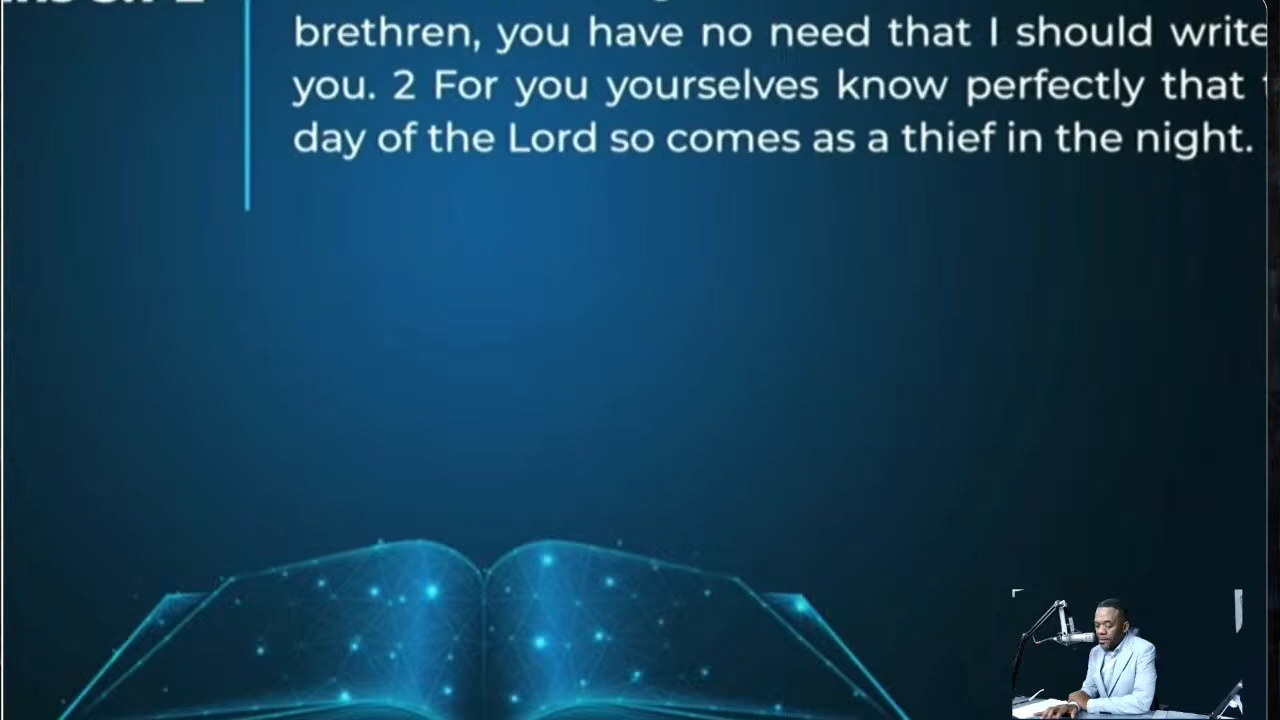 brethren, you have no need that I should write
you. 2 For you yourselves know perfectly that
day of the Lord so comes as a thief in the night.